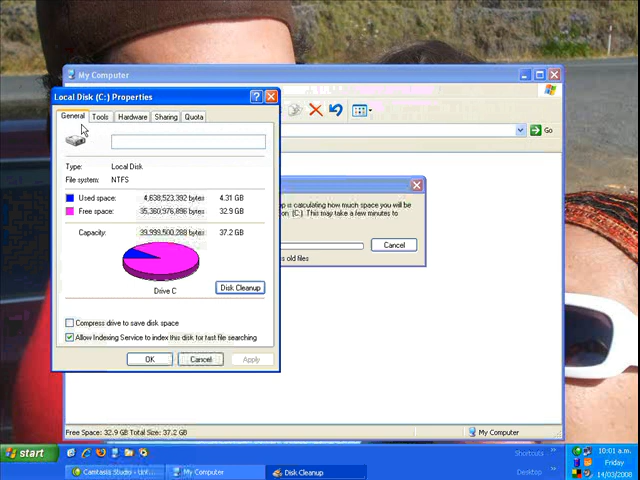 My Computer
Local Disk (C:) Properties
General Tools Hardware Sharing Quota
Go
Type: Local Disk
File system: NTFS
Used space: 4,638,523,392 bytes 4.31 GB
Free space: 35,360,976,896 bytes 32.9 GB
Capacity: 39,999,500,288 bytes 37.2 GB
Drive C
Disk Cleanup
Compress drive to save disk space
Allow Indexing Service to index this disk for fast file searching
OK Cancel Apply
is calculating how much space you will be
(C:). This may take a few minutes to
Cancel
old files
Free Space: 32.9 GB Total Size: 37.2 GB My Computer
start
Shortcuts »
10:01 a.m.
Friday
Camtasia Studio - My Computer Disk Cleanup
Desktop »
14/03/2008